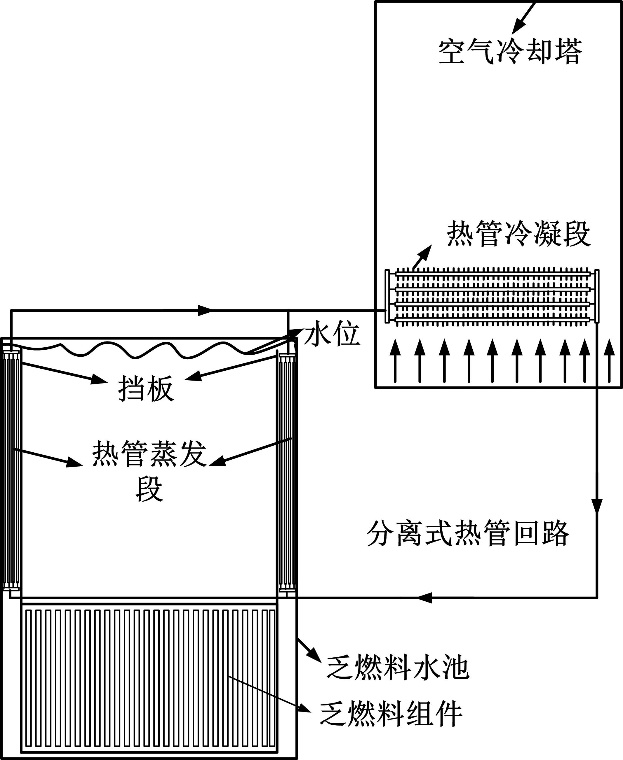 空气冷却塔
热管冷凝段
水位
挡板
热管蒸发
段
分离式热管回路
乏燃料水池
乏燃料组件